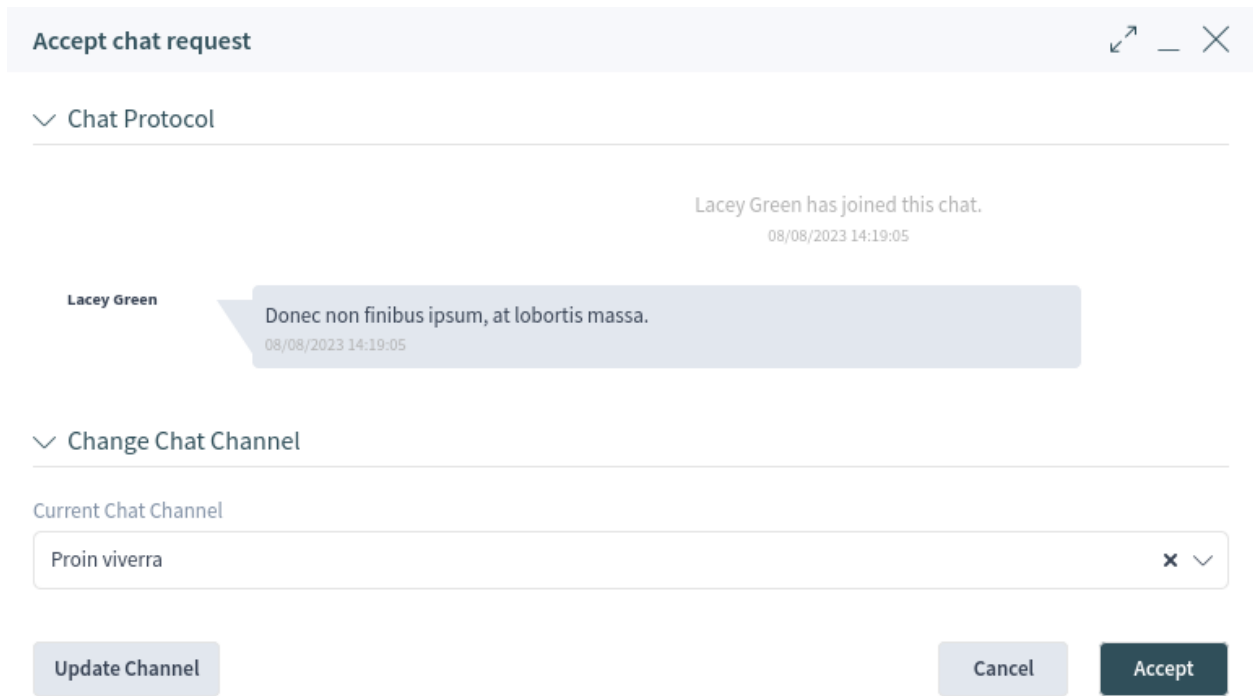 Accept chat request
Chat Protocol
Lacey Green has joined this chat.
08/08/2023 14:19:05
Lacey Green
Donec non finibus ipsum, at lobortis massa.
08/08/2023 14:19:05
Change Chat Channel
Current Chat Channel
Proin viverra
Update Channel
Cancel
Accept